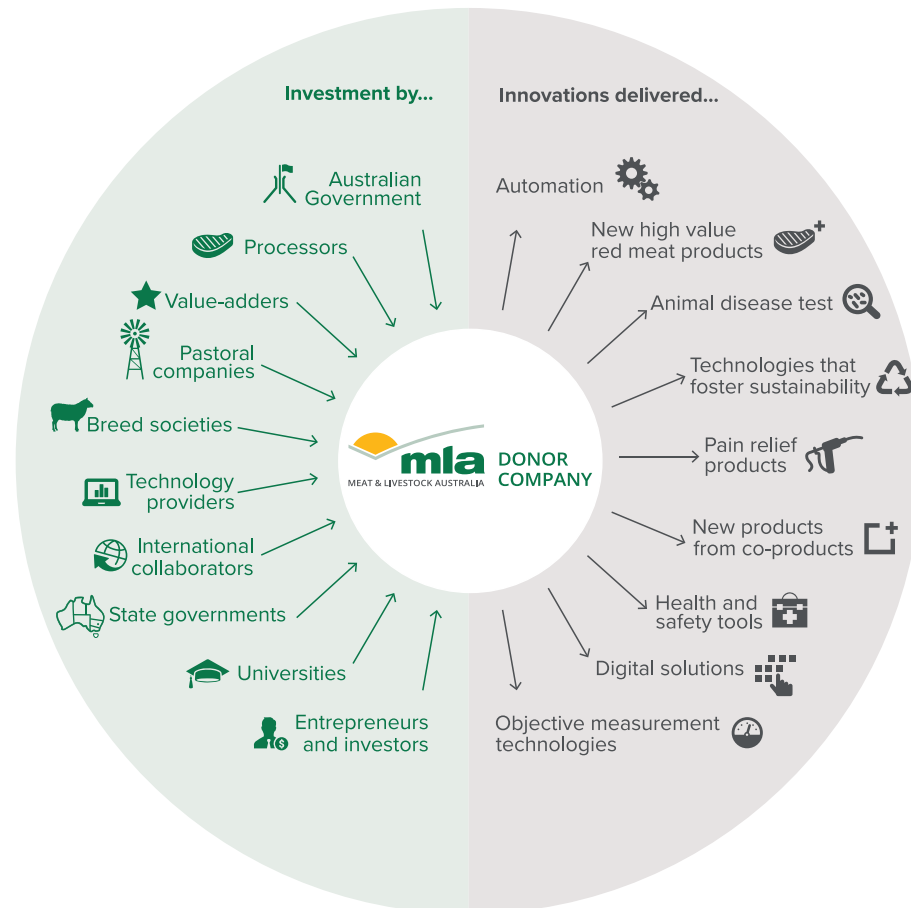 Investment by...
Australian
Government
Processors
Value-adders
Pastoral
companies
Breed societies
Technology
providers
International
collaborators
State governments
Universities
Entrepreneurs
and investors
mla
MEAT & LIVESTOCK AUSTRALIA
DONOR
COMPANY
Innovations delivered...
Automation
New high value
red meat products
Animal disease test
Technologies that
foster sustainability
Pain relief
products
New products
from co-products
Health and
safety tools
Digital solutions
Objective measurement
technologies